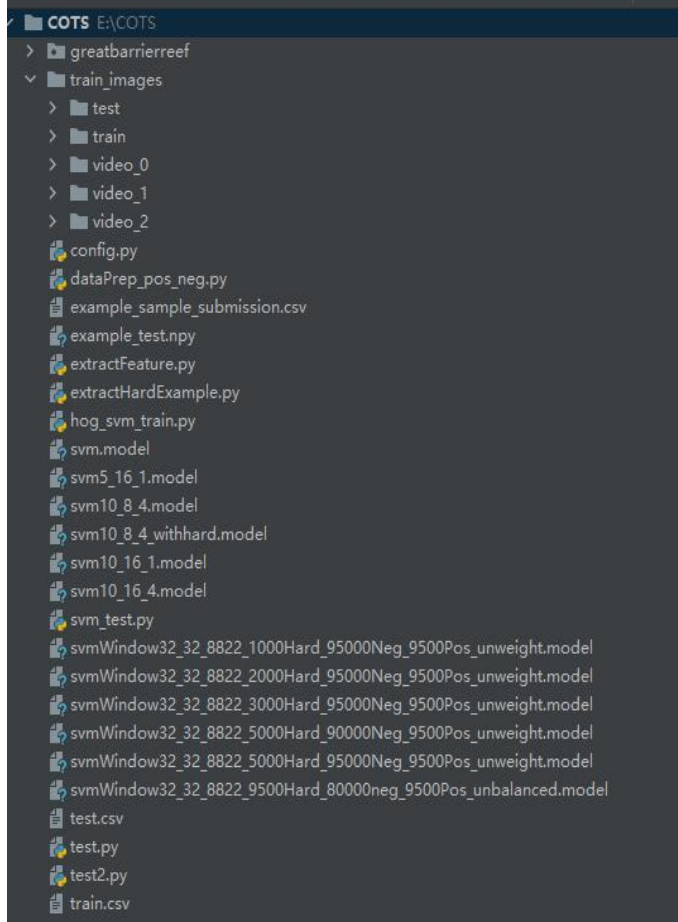 COTS E:\COTS
greatbarrierreef
train_images
test
train
video_0
video_1
video_2
config.py
dataPrep_pos_neg.py
example_sample_submission.csv
example_test.npy
extractFeature.py
extractHardExample.py
hog_svm_train.py
svm.model
svm5_16_1.model
svm10_8_4.model
svm10_8_4_withhard.model
svm10_16_1.model
svm10_16_4.model
svm_test.py
svmWindow32_32_8822_1000Hard_95000Neg_9500Pos_unweight.model
svmWindow32_32_8822_2000Hard_95000Neg_9500Pos_unweight.model
svmWindow32_32_8822_3000Hard_95000Neg_9500Pos_unweight.model
svmWindow32_32_8822_5000Hard_90000Neg_9500Pos_unweight.model
svmWindow32_32_8822_5000Hard_95000Neg_9500Pos_unweight.model
svmWindow32_32_8822_9500Hard_80000neg_9500Pos_unbalanced.model
test.csv
test.py
test2.py
train.csv